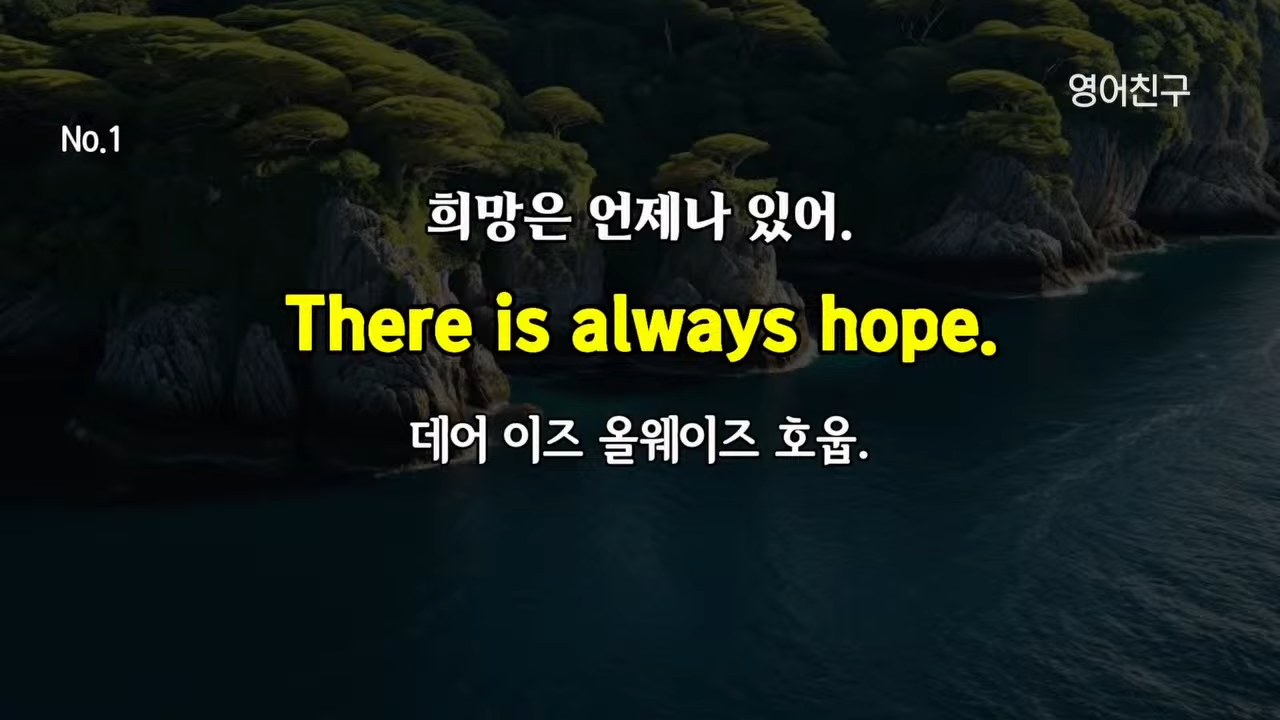 영어친구
No.1
희망은 언제나 있어.
There is always hope.
데어 이즈 올웨이즈 호웁.